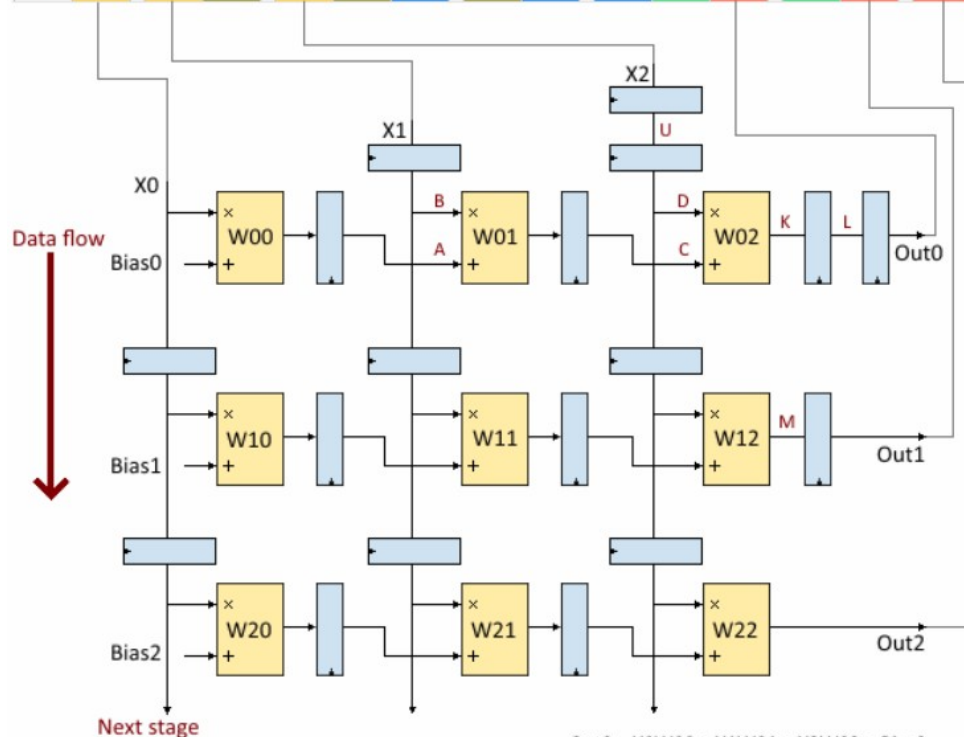 X2
U
X1
X0
B
D
K
L
×
×
×
Data flow
W00
W01
W02
A
C
Out0
Bias0
+
+
+
×
×
×
M
W10
W11
W12
Out1
Bias1
+
+
+
×
×
×
W20
W21
W22
Out2
Bias2
+
+
+
Next stage